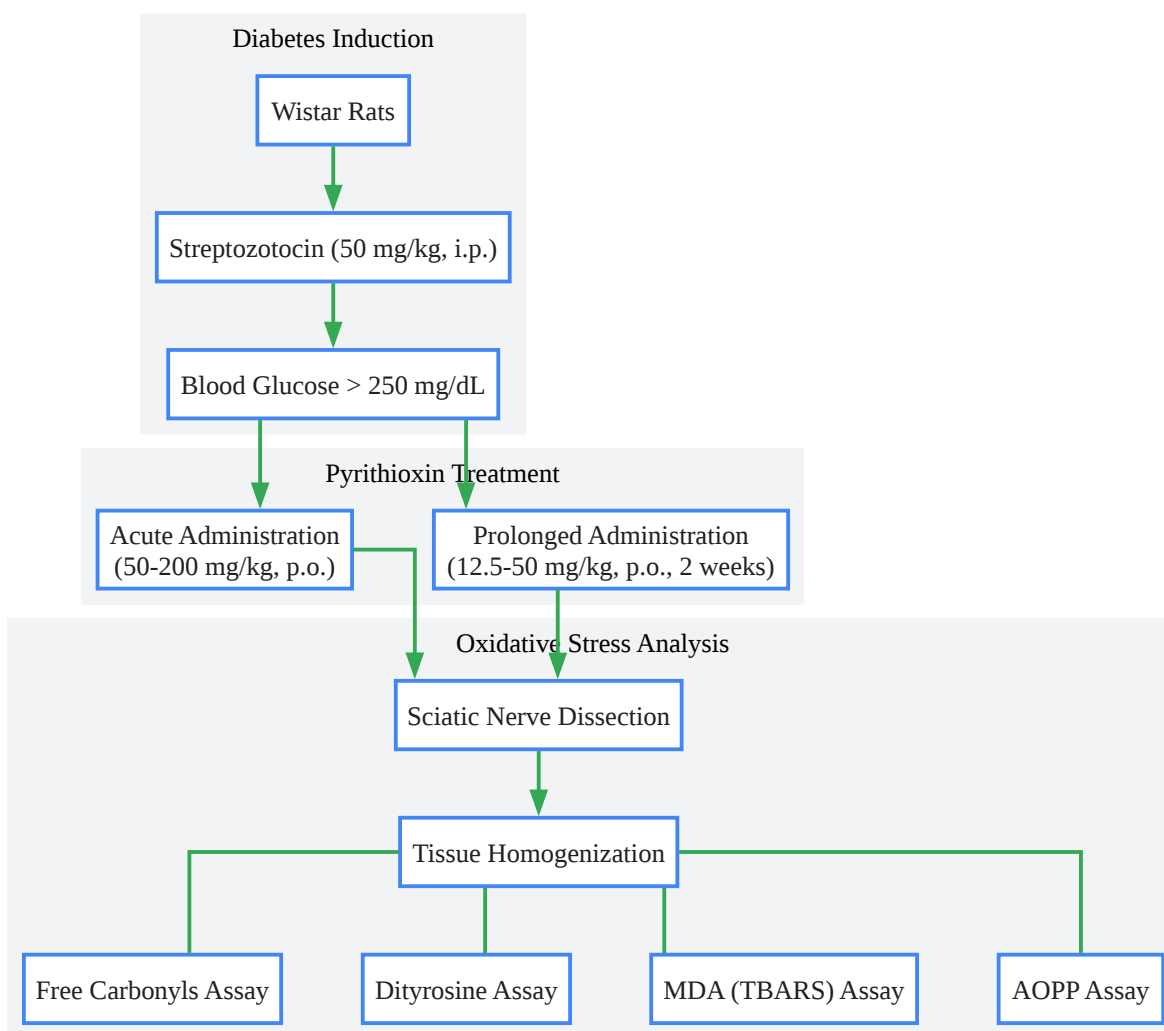 Diabetes Induction
Wistar Rats
Streptozotocin (50 mg/kg, i.p.)
Blood Glucose > 250 mg/dL
Pyrithioxin Treatment
Acute Administration
(50-200 mg/kg, p.o.)
Prolonged Administration
(12.5-50 mg/kg, p.o., 2 weeks)
Oxidative Stress Analysis
Sciatic Nerve Dissection
Tissue Homogenization
Free Carbonyls Assay
Dityrosine Assay
MDA (TBARS) Assay
AOPP Assay